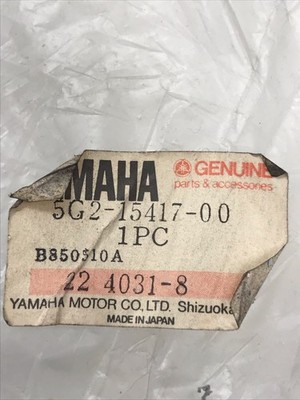 MAHA GENUINE
parts & accessories
5G2-15417-00
1PC
B850310A
22 4031-8
YAMAHA MOTOR CO., LTD. Shizuoka
MADE IN JAPAN